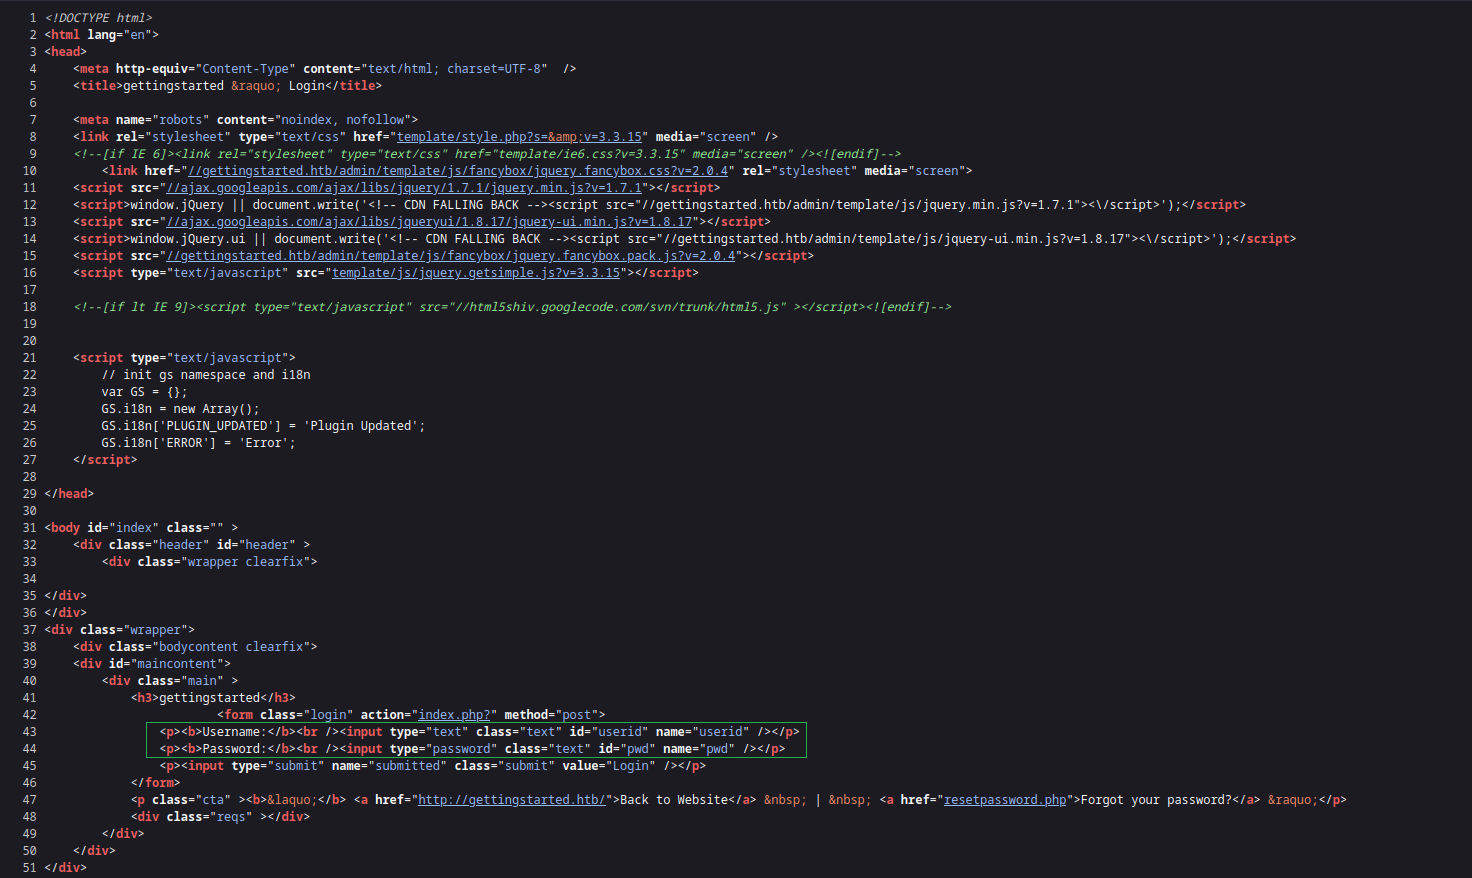 1 <!DOCTYPE html>
2 <html lang="en">
3 <head>
4 <meta http-equiv="Content-Type" content="text/html; charset=UTF-8"  />
5 <title>gettingstarted &raquo; Login</title>
6
7 <meta name="robots" content="noindex, nofollow">
8 <link rel="stylesheet" type="text/css" href="template/style.php?s=&amp;v=3.3.15" media="screen" />
9 <!--[if IE 6]><link rel="stylesheet" type="text/css" href="template/ie6.css?v=3.3.15" media="screen" /><![endif]-->
10 <link href="//gettingstarted.htb/admin/template/js/fancybox/jquery.fancybox.css?v=2.0.4" rel="stylesheet" media="screen">
11 <script src="//ajax.googleapis.com/ajax/libs/jquery/1.7.1/jquery.min.js?v=1.7.1"></script>
12 <script>window.jQuery || document.write('<!-- CDN FALLING BACK --><script src="//gettingstarted.htb/admin/template/js/jquery.min.js?v=1.7.1"><\/script>');</script>
13 <script src="//ajax.googleapis.com/ajax/libs/jqueryui/1.8.17/jquery-ui.min.js?v=1.8.17"></script>
14 <script>window.jQuery.ui || document.write('<!-- CDN FALLING BACK --><script src="//gettingstarted.htb/admin/template/js/jquery-ui.min.js?v=1.8.17"><\/script>');</script>
15 <script src="//gettingstarted.htb/admin/template/js/fancybox/jquery.fancybox.pack.js?v=2.0.4"></script>
16 <script type="text/javascript" src="template/js/jquery.getsimple.js?v=3.3.15"></script>
17
18 <!--[if lt IE 9]><script type="text/javascript" src="//html5shiv.googlecode.com/svn/trunk/html5.js" ></script><![endif]-->
19
20
21 <script type="text/javascript">
22 // init gs namespace and i18n
23 var GS = {};
24 GS.i18n = new Array();
25 GS.i18n['PLUGIN_UPDATED'] = 'Plugin Updated';
26 GS.i18n['ERROR'] = 'Error';
27 </script>
28
29 </head>
30
31 <body id="index" class="" >
32 <div class="header" id="header" >
33 <div class="wrapper clearfix">
34
35 </div>
36 </div>
37 <div class="wrapper">
38 <div class="bodycontent clearfix">
39 <div id="maincontent">
40 <div class="main" >
41 <h3>gettingstarted</h3>
42 <form class="login" action="index.php?" method="post">
43 <p><b>Username:</b><br /><input type="text" class="text" id="userid" name="userid" /></p>
44 <p><b>Password:</b><br /><input type="password" class="text" id="pwd" name="pwd" /></p>
45 <p><input type="submit" name="submitted" class="submit" value="Login" /></p>
46 </form>
47 <p class="cta" ><b>&laquo;</b> <a href="http://gettingstarted.htb/">Back to Website</a> &nbsp; | &nbsp; <a href="resetpassword.php">Forgot your password?</a> &raquo;</p>
48 <div class="reqs" ></div>
49 </div>
50 </div>
51 </div>